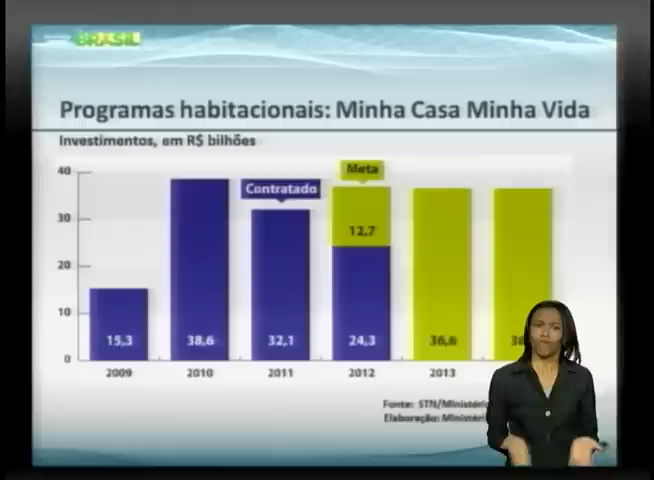 BRASIL
Programas habitacionais: Minha Casa Minha Vida
Investimentos, em R$ bilhões
40
30
20
10
0
Contratado
Meta
12,7
15,3
38,6
32,1
24,3
36,6
2009
2010
2011
2012
2013
Fonte: STN/Ministério
Elaboração: